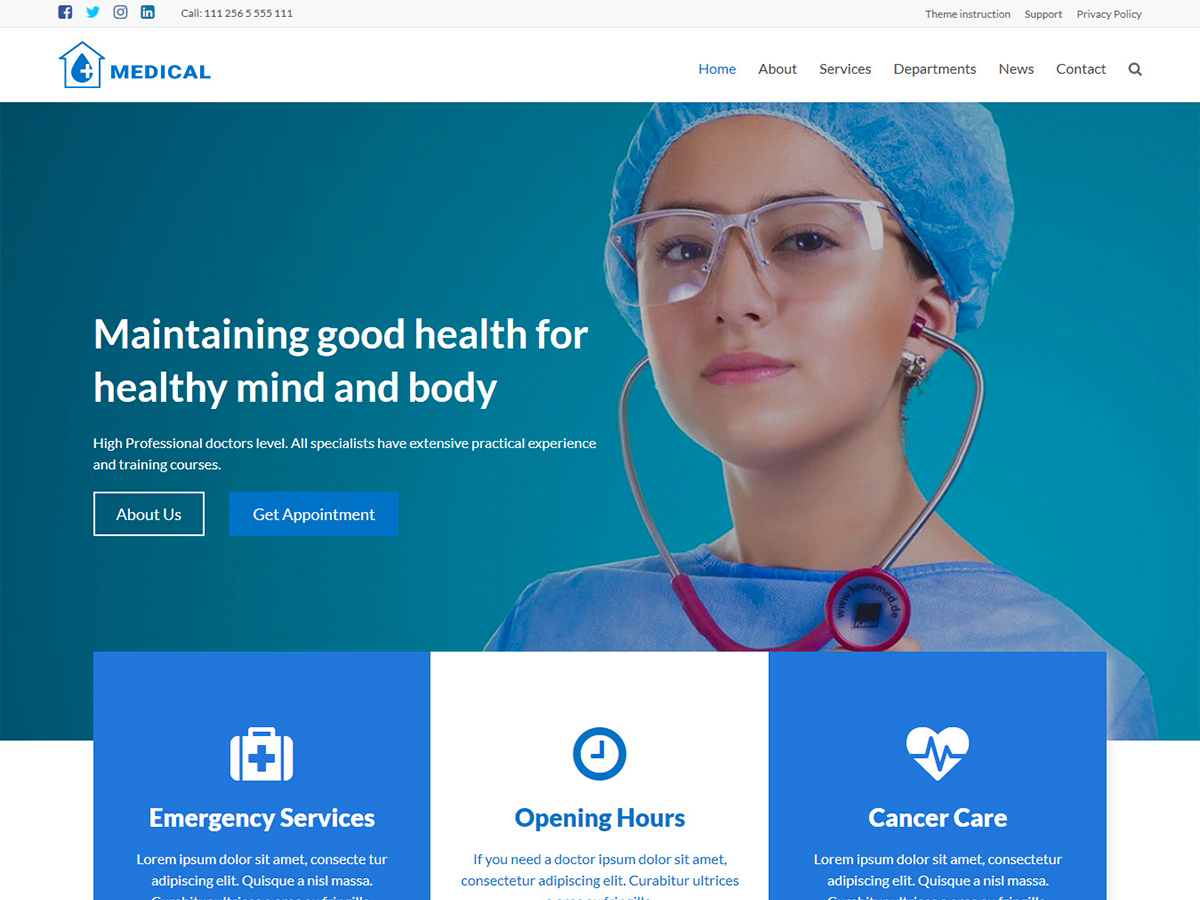 Call: 111 256 5 555 111
Theme instruction
Support
Privacy Policy
MEDICAL
Home
About
Services
Departments
News
Contact
Maintaining good health for
healthy mind and body
High Professional doctors level. All specialists have extensive practical experience
and training courses.
About Us
Get Appointment
www.luxamed.de
Emergency Services
Lorem ipsum dolor sit amet, consecte tur
adipiscing elit. Quisque a nisl massa.
Opening Hours
If you need a doctor ipsum dolor sit amet,
consectetur adipiscing elit. Curabitur ultrices
Cancer Care
Lorem ipsum dolor sit amet, consectetur
adipiscing elit. Quisque a nisl massa.